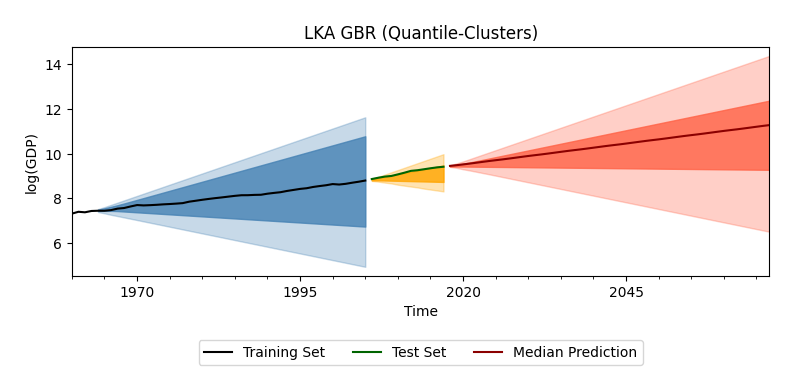 LKA GBR (Quantile-Clusters)
log(GDP)
14
12
10
8
6
1970 1995 2020 2045
Time
Training Set Test Set Median Prediction